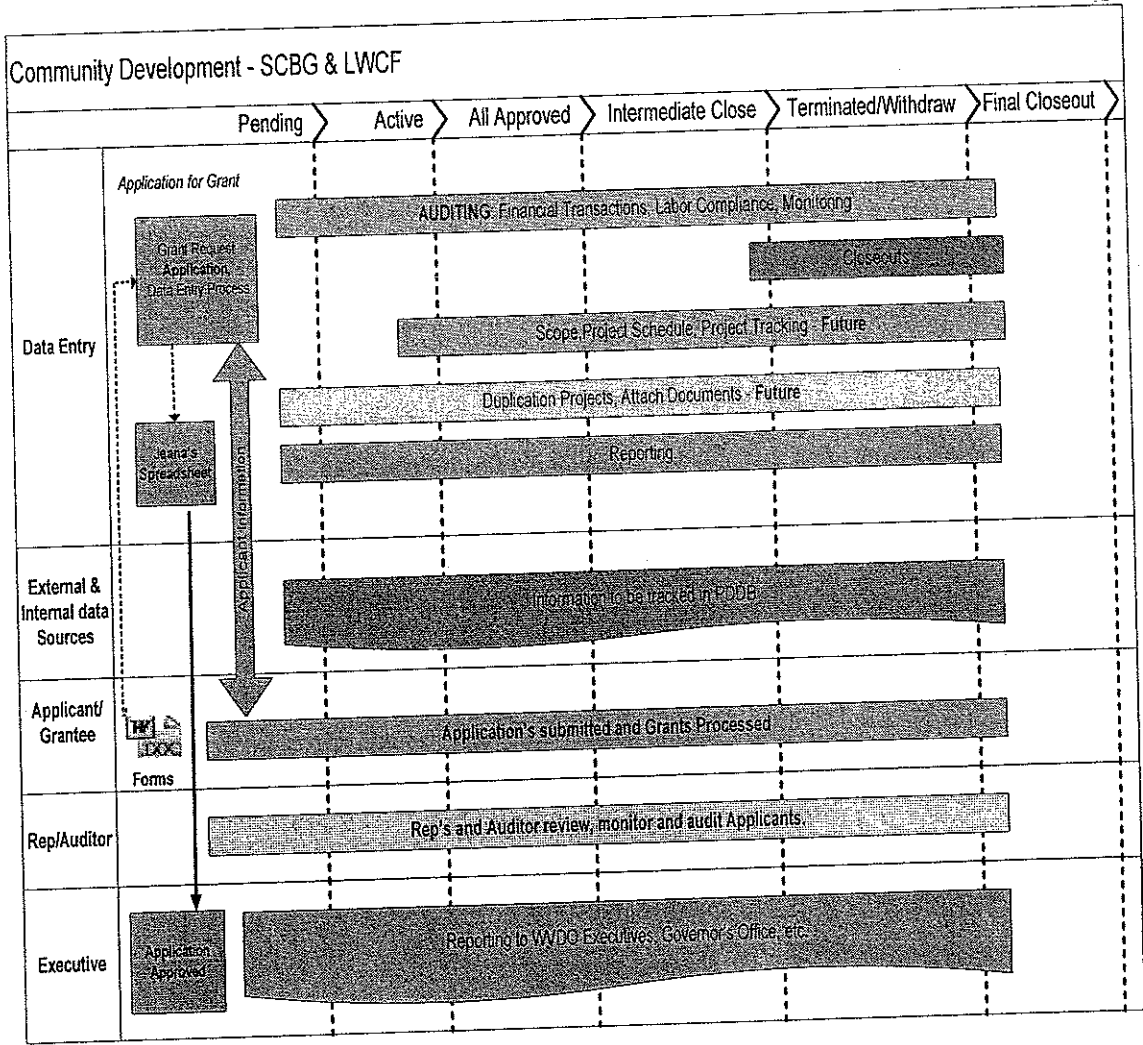 Community Development - SCBG & LWCF
Pending
Active
All Approved
Intermediate Close
Terminated/Withdraw
Final Closeout
Data Entry
Application for Grant
Grant Request
Application,
Data Entry Process
Jeana's
Spreadsheet
Applicant Information
AUDITING: Financial Transactions, Labor Compliance, Monitoring
Closeouts
Scope Project Schedule, Project Tracking - Future
Duplication Projects, Attach Documents - Future
Reporting
External &
Internal data
Sources
Information to be tracked in PDDB
Applicant/
Grantee
DOC
Forms
Application's submitted and Grants Processed
Rep/Auditor
Rep's and Auditor review, monitor and audit Applicants.
Executive
Application
Approved
Reporting to WVDO Executives, Governor's Office, etc.